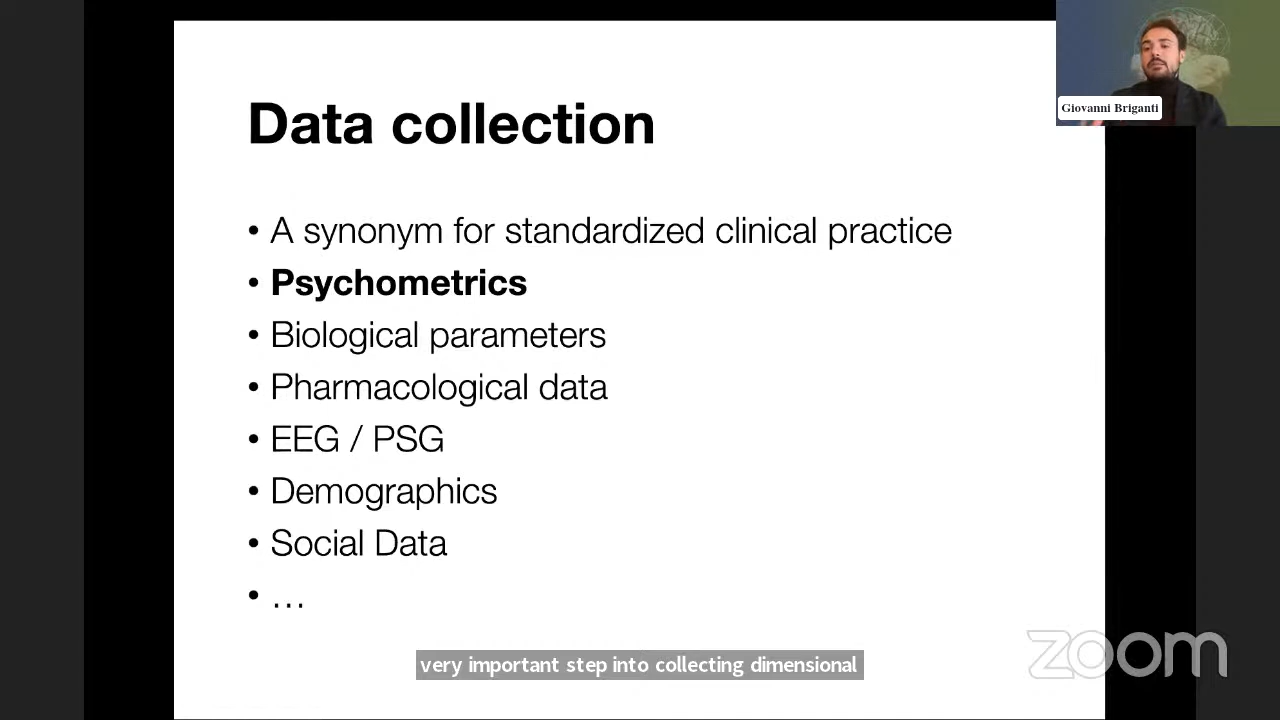 Giovanni Briganti
Data collection
• A synonym for standardized clinical practice
• Psychometrics
• Biological parameters
• Pharmacological data
• EEG / PSG
• Demographics
• Social Data
• …
very important step into collecting dimensional
zoom